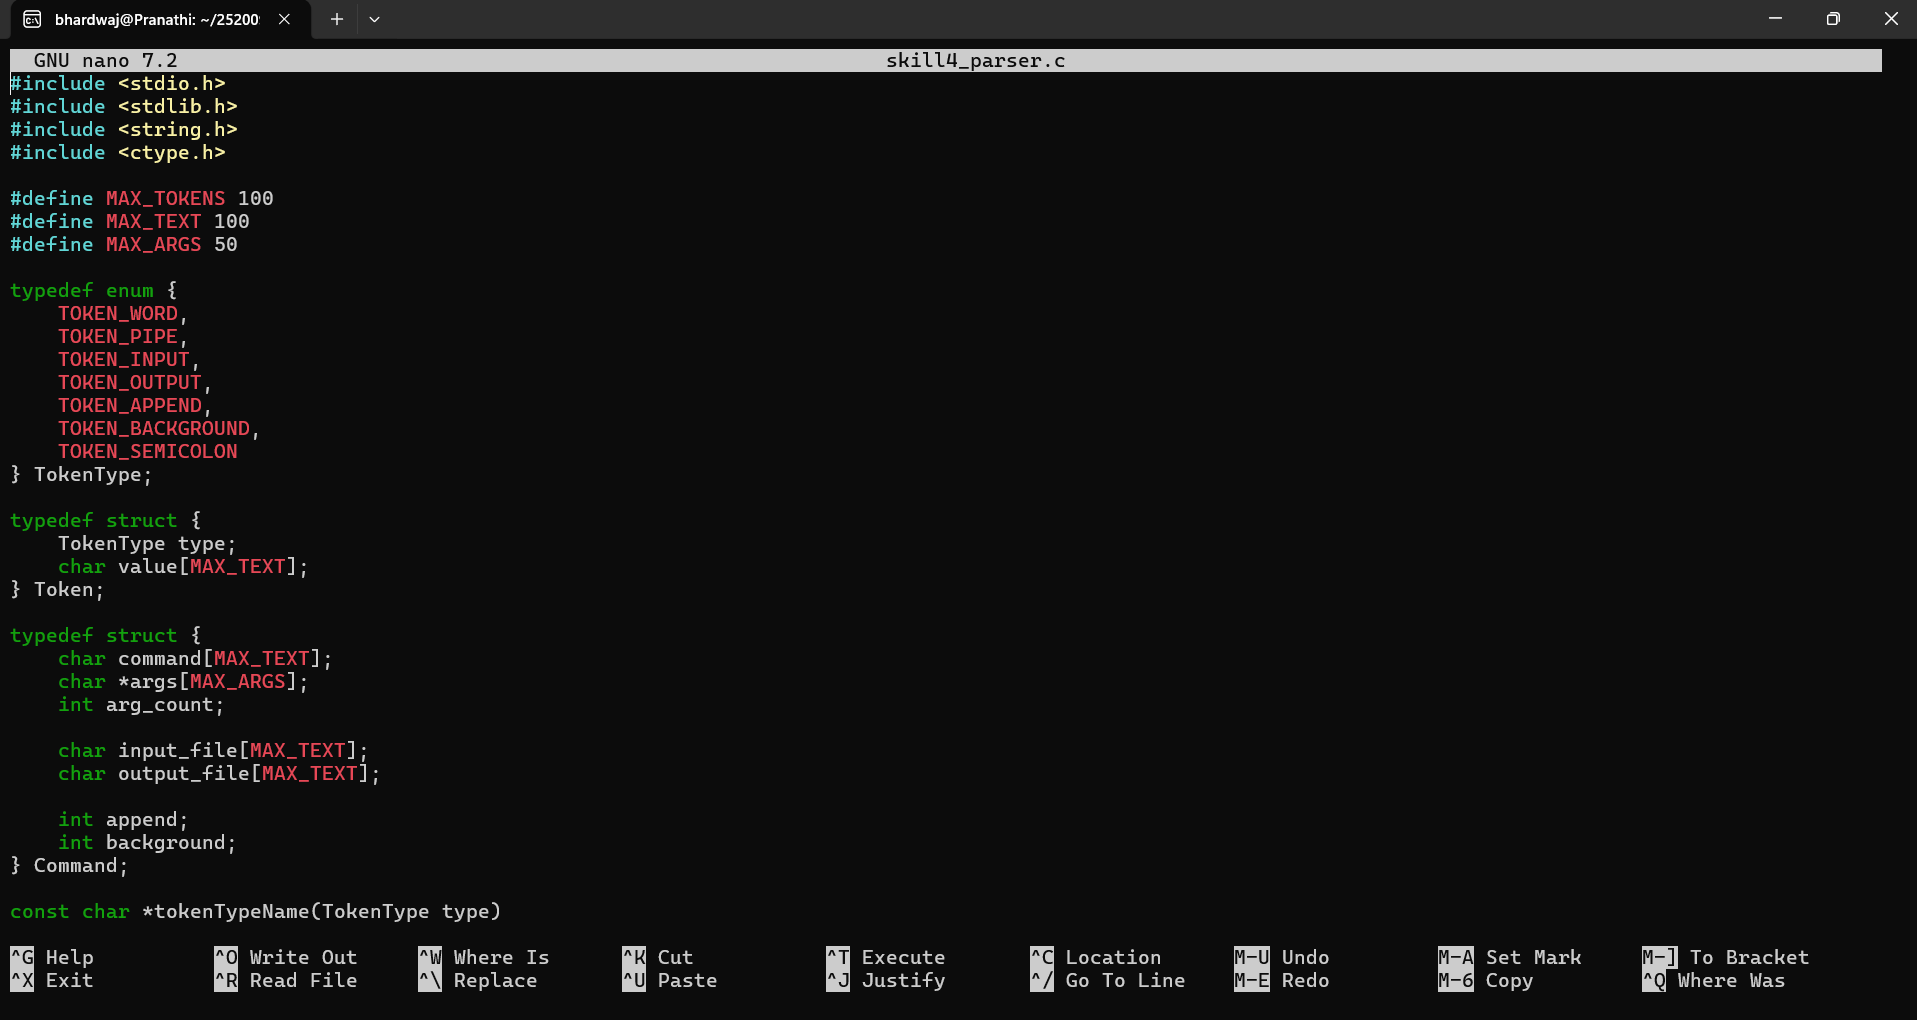 bhardwaj@Pranathi: ~/25200
GNU nano 7.2 skill4_parser.c
#include <stdio.h>
#include <stdlib.h>
#include <string.h>
#include <ctype.h>
#define MAX_TOKENS 100
#define MAX_TEXT 100
#define MAX_ARGS 50
typedef enum {
    TOKEN_WORD,
    TOKEN_PIPE,
    TOKEN_INPUT,
    TOKEN_OUTPUT,
    TOKEN_APPEND,
    TOKEN_BACKGROUND,
    TOKEN_SEMICOLON
} TokenType;
typedef struct {
    TokenType type;
    char value[MAX_TEXT];
} Token;
typedef struct {
    char command[MAX_TEXT];
    char *args[MAX_ARGS];
    int arg_count;
    char input_file[MAX_TEXT];
    char output_file[MAX_TEXT];
    int append;
    int background;
} Command;
const char *tokenTypeName(TokenType type)
^G Help ^O Write Out ^W Where Is ^K Cut ^T Execute ^C Location M-U Undo M-A Set Mark M-] To Bracket
^X Exit ^R Read File ^\ Replace ^U Paste ^J Justify ^/ Go To Line M-E Redo M-6 Copy ^Q Where Was